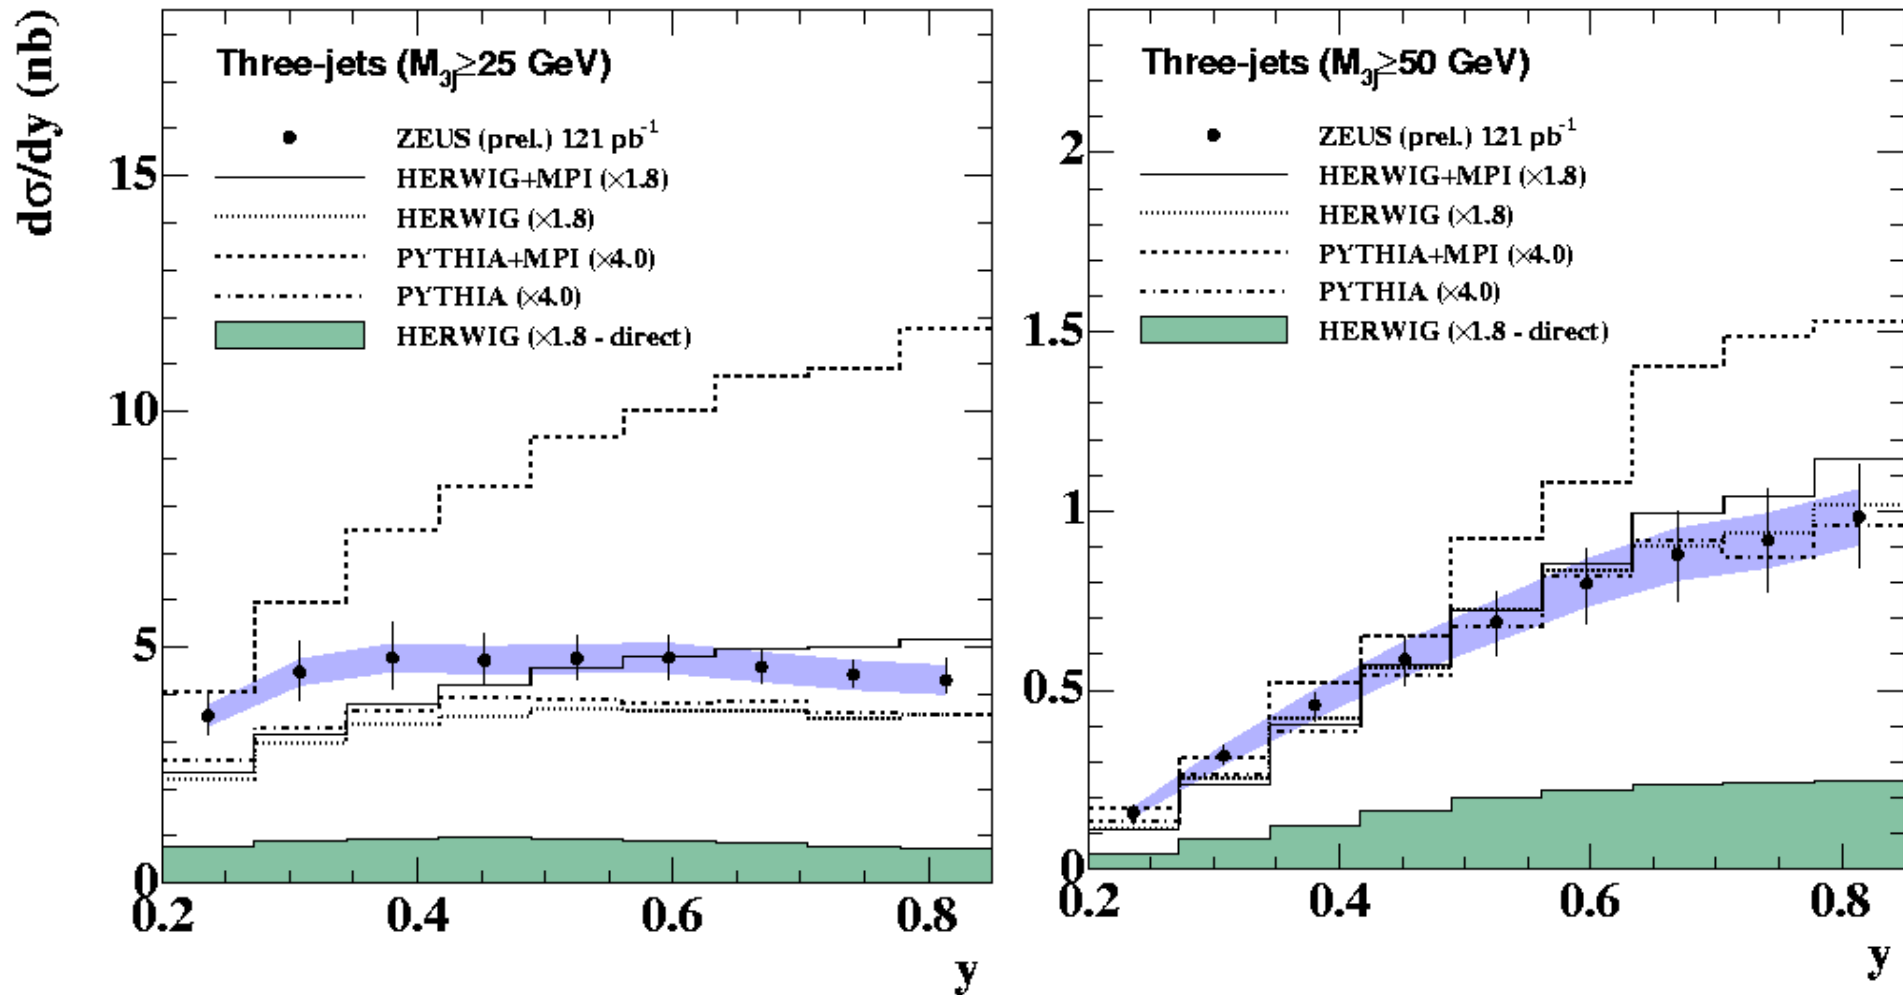 dσ/dy (nb)
Three-jets (M3j≥25 GeV)
ZEUS (prel.) 121 pb-1
HERWIG+MPI (×1.8)
HERWIG (×1.8)
PYTHIA+MPI (×4.0)
PYTHIA (×4.0)
HERWIG (×1.8 - direct)
15
10
5
0
0.2 0.4 0.6 0.8
y
Three-jets (M3j≥50 GeV)
ZEUS (prel.) 121 pb-1
HERWIG+MPI (×1.8)
HERWIG (×1.8)
PYTHIA+MPI (×4.0)
PYTHIA (×4.0)
HERWIG (×1.8 - direct)
2
1.5
1
0.5
0
0.2 0.4 0.6 0.8
y